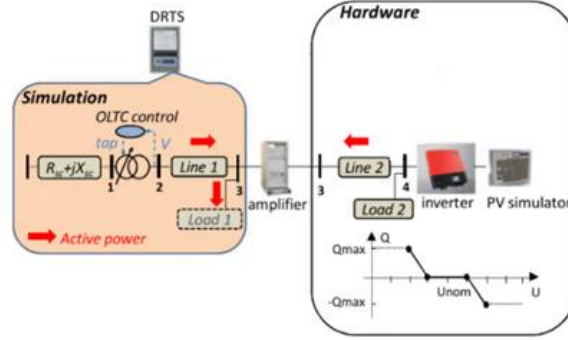 DRTS
Hardware
Simulation
OLTC control
tap
V
Rsc+jXsc
Line 1
1
2
3
Load 1
Active power
amplifier
3
Line 2
4
Load 2
inverter
PV simulator
Q
Qmax
Unom
U
-Qmax